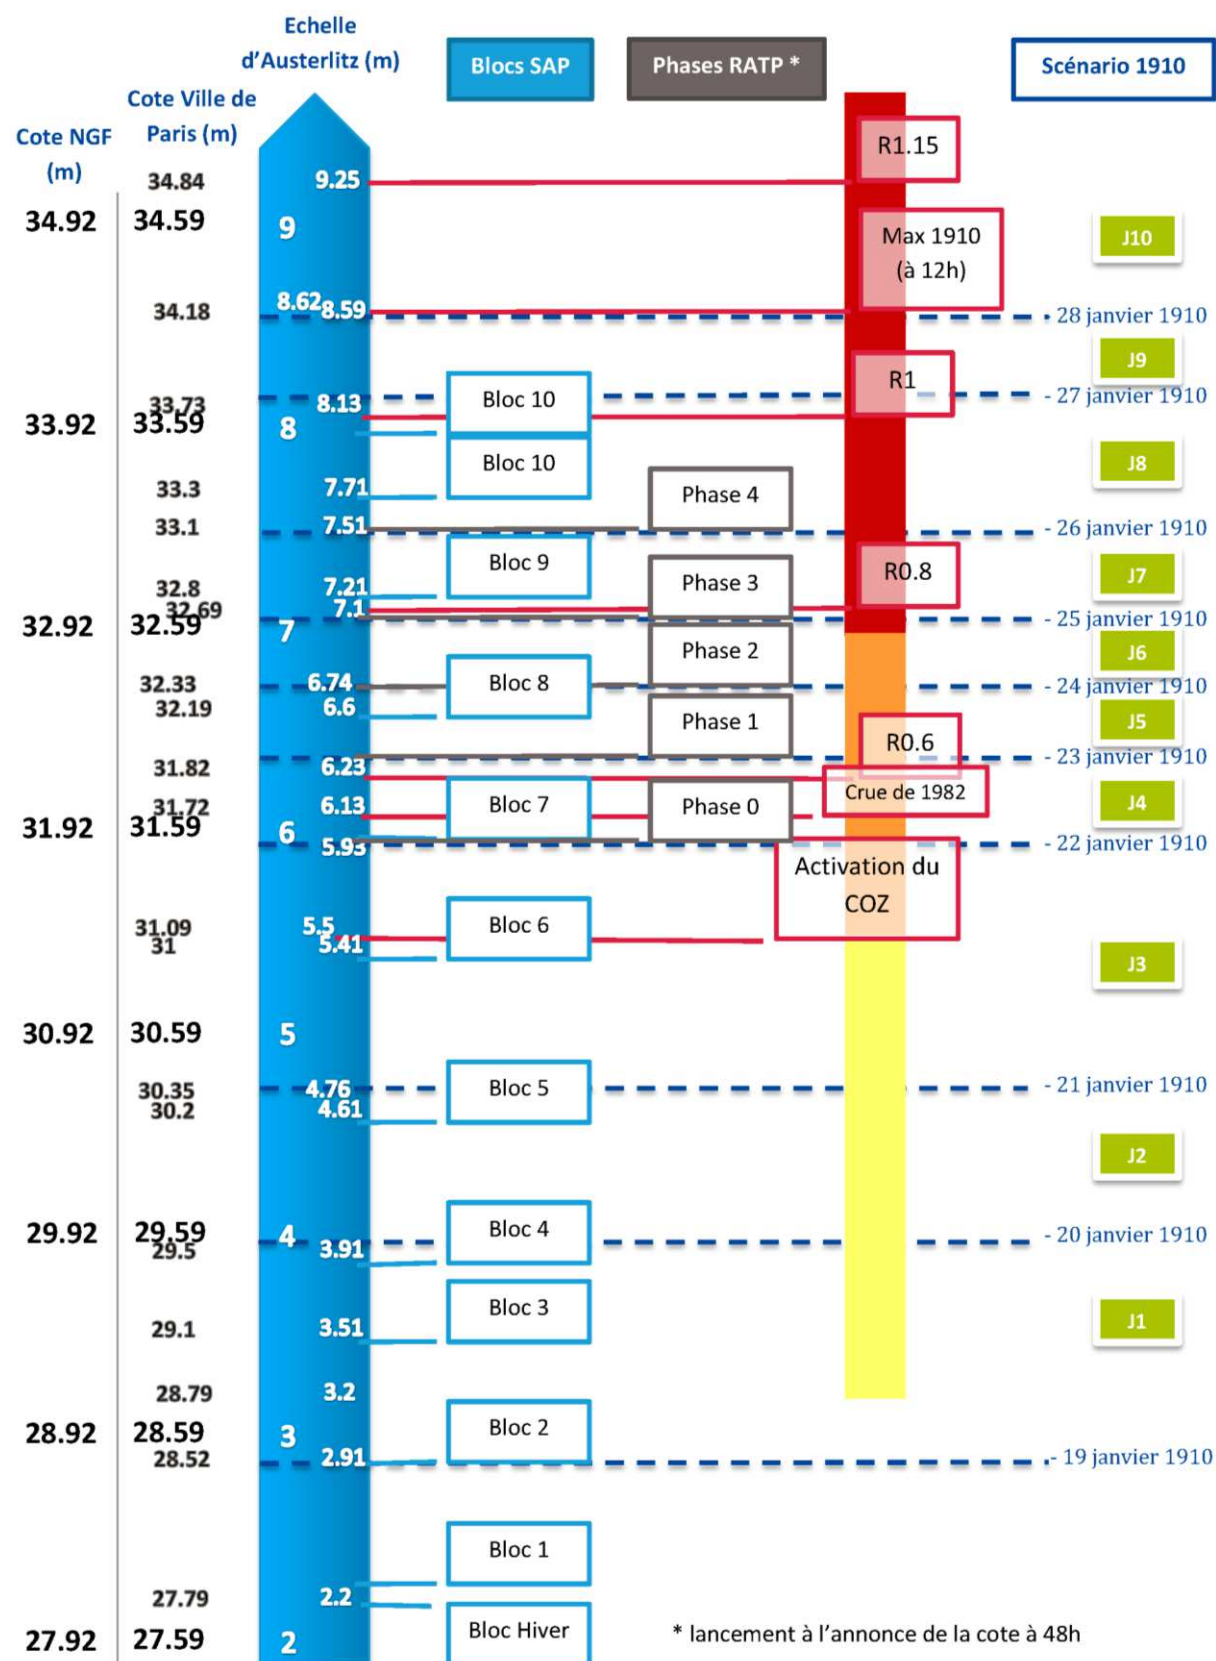 Echelle
d'Austerlitz (m)
Blocs SAP
Phases RATP *
Scénario 1910
Cote Ville de
Paris (m)
Cote NGF
(m)
R1.15
34.84
9.25
34.92
34.59
9
Max 1910
(à 12h)
J10
8.62
8.59
34.18
- 28 janvier 1910
J9
R1
Bloc 10
- 27 janvier 1910
33.73
8.13
33.92
33.59
8
Bloc 10
J8
33.3
7.71
Phase 4
33.1
7.51
- 26 janvier 1910
Bloc 9
R0.8
J7
Phase 3
32.8
7.21
32.69
7.1
- 25 janvier 1910
32.92
32.59
7
Phase 2
J6
32.33
6.74
Bloc 8
- 24 janvier 1910
32.19
6.6
Phase 1
J5
R0.6
- 23 janvier 1910
31.82
6.23
Crue de 1982
31.72
6.13
Bloc 7
Phase 0
J4
31.92
31.59
6
5.93
- 22 janvier 1910
Activation du
COZ
31.09
5.5
Bloc 6
31
5.41
J3
30.92
30.59
5
30.35
4.76
Bloc 5
- 21 janvier 1910
30.2
4.61
J2
29.92
29.59
4
Bloc 4
- 20 janvier 1910
29.5
3.91
Bloc 3
29.1
3.51
J1
28.79
3.2
28.92
28.59
3
Bloc 2
28.52
2.91
- 19 janvier 1910
Bloc 1
27.79
2.2
27.92
27.59
2
Bloc Hiver
* lancement à l'annonce de la cote à 48h